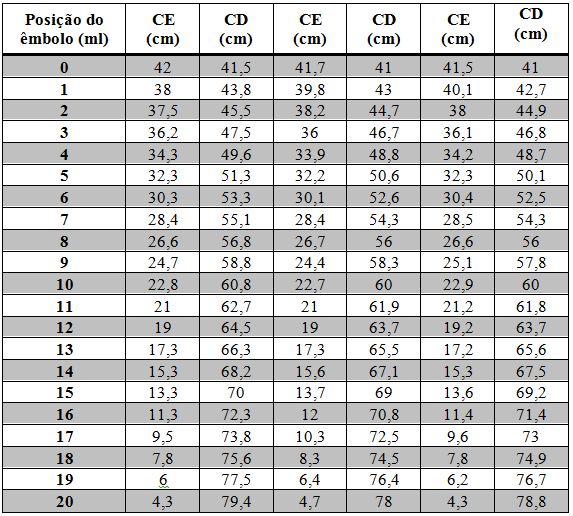 Posição do êmbolo (ml) CE (cm) CD (cm) CE (cm) CD (cm) CE (cm) CD (cm)
0 42 41,5 41,7 41 41,5 41
1 38 43,8 39,8 43 40,1 42,7
2 37,5 45,5 38,2 44,7 38 44,9
3 36,2 47,5 36 46,7 36,1 46,8
4 34,3 49,6 33,9 48,8 34,2 48,7
5 32,3 51,3 32,2 50,6 32,3 50,1
6 30,3 53,3 30,1 52,6 30,4 52,5
7 28,4 55,1 28,4 54,3 28,5 54,3
8 26,6 56,8 26,7 56 26,6 56
9 24,7 58,8 24,4 58,3 25,1 57,8
10 22,8 60,8 22,7 60 22,9 60
11 21 62,7 21 61,9 21,2 61,8
12 19 64,5 19 63,7 19,2 63,7
13 17,3 66,3 17,3 65,5 17,2 65,6
14 15,3 68,2 15,6 67,1 15,3 67,5
15 13,3 70 13,7 69 13,6 69,2
16 11,3 72,3 12 70,8 11,4 71,4
17 9,5 73,8 10,3 72,5 9,6 73
18 7,8 75,6 8,3 74,5 7,8 74,9
19 6 77,5 6,4 76,4 6,2 76,7
20 4,3 79,4 4,7 78 4,3 78,8